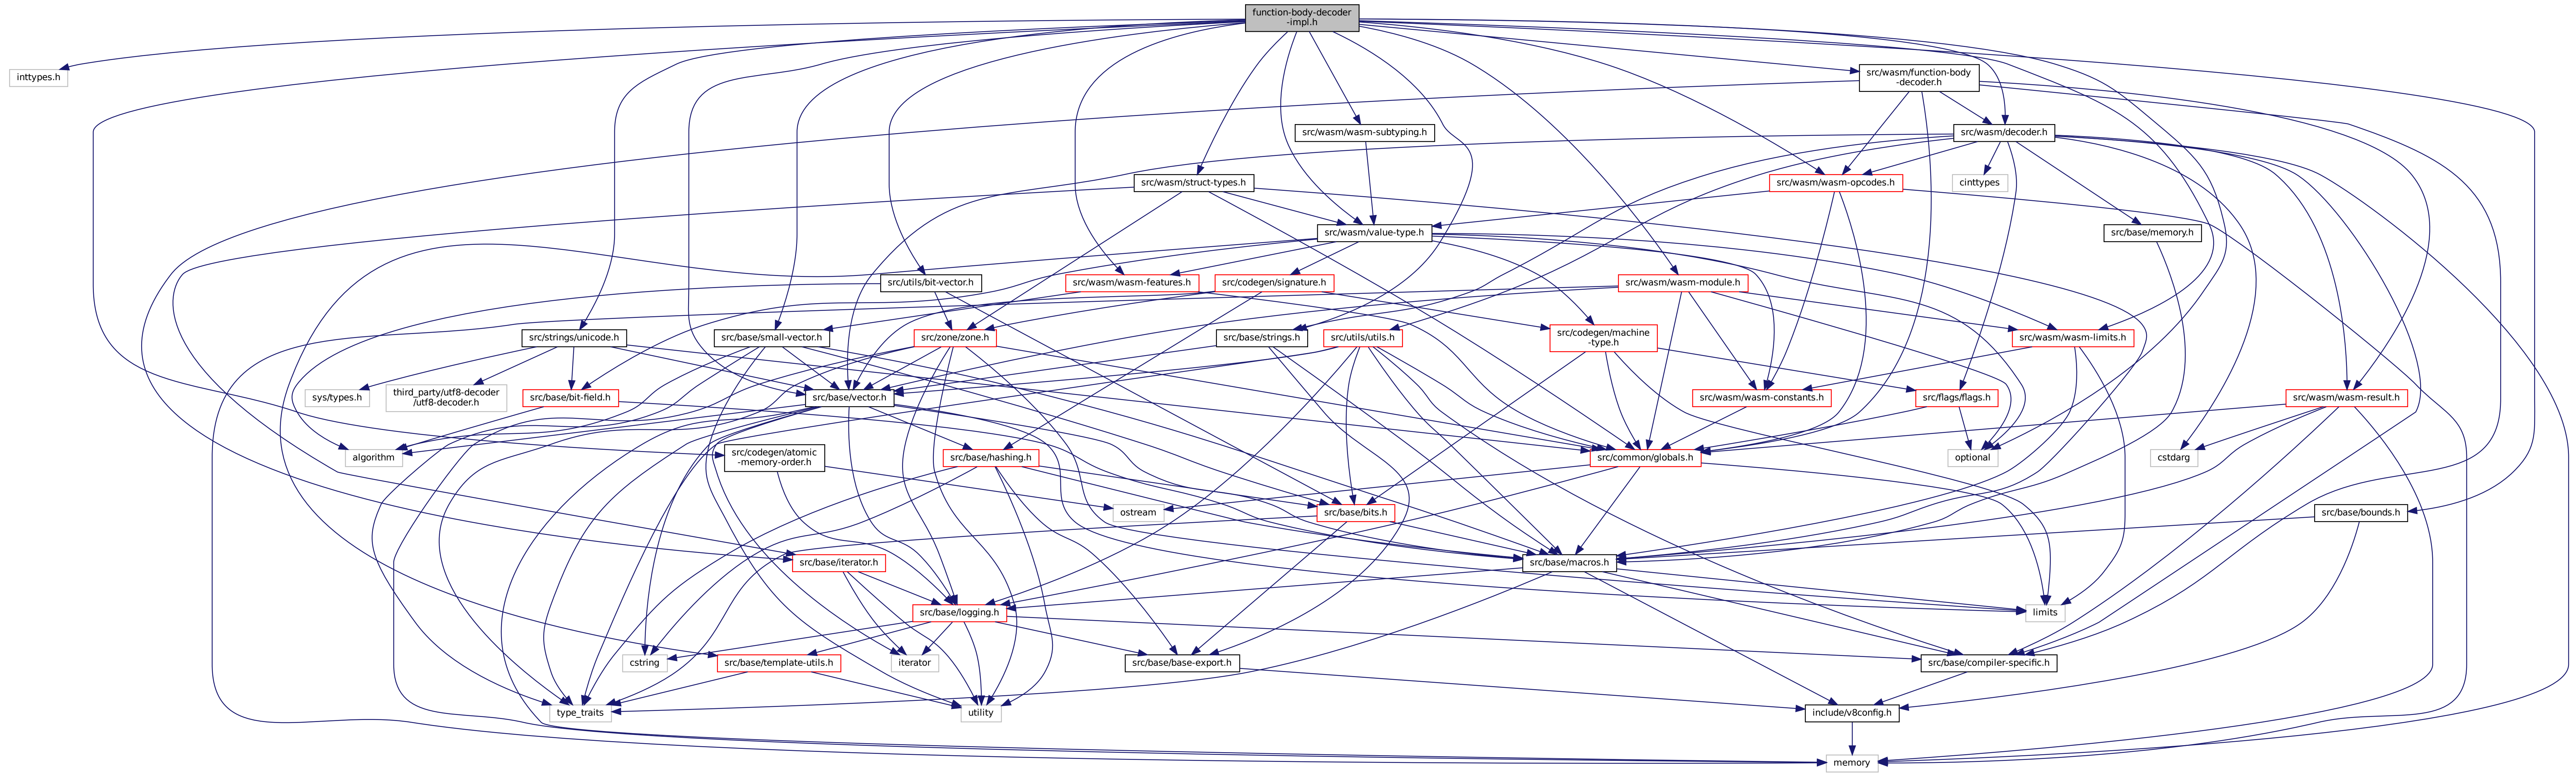 function-body-decoder
-impl.h
inttypes.h
src/wasm/function-body
-decoder.h
src/wasm/wasm-subtyping.h
src/wasm/decoder.h
src/wasm/struct-types.h
src/wasm/wasm-opcodes.h
cinttypes
src/wasm/value-type.h
src/base/memory.h
src/utils/bit-vector.h
src/wasm/wasm-features.h
src/codegen/signature.h
src/wasm/wasm-module.h
src/strings/unicode.h
src/base/small-vector.h
src/zone/zone.h
src/base/strings.h
src/utils/utils.h
src/codegen/machine
-type.h
src/wasm/wasm-limits.h
sys/types.h
third_party/utf8-decoder
/utf8-decoder.h
src/base/bit-field.h
src/base/vector.h
src/wasm/wasm-constants.h
src/flags/flags.h
src/wasm/wasm-result.h
algorithm
src/codegen/atomic
-memory-order.h
src/base/hashing.h
src/common/globals.h
optional
cstdarg
ostream
src/base/bits.h
src/base/bounds.h
src/base/iterator.h
src/base/macros.h
src/base/logging.h
limits
cstring
src/base/template-utils.h
iterator
src/base/base-export.h
src/base/compiler-specific.h
type_traits
utility
include/v8config.h
memory